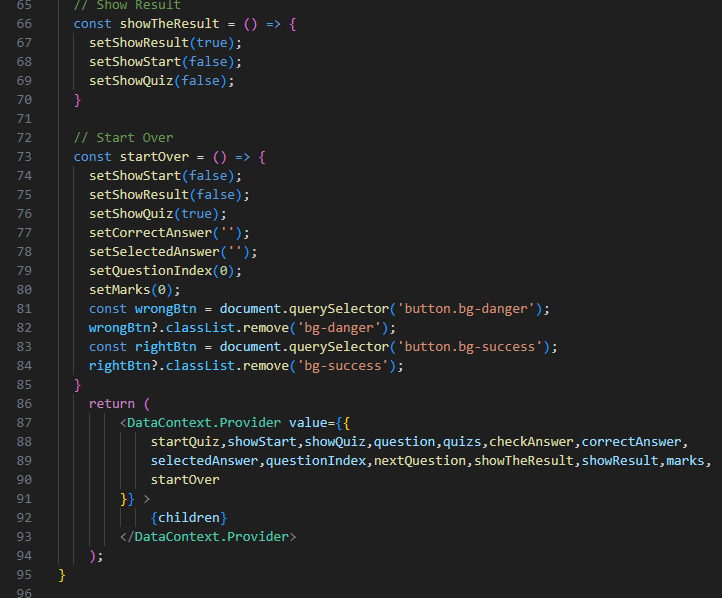 65 // Show Result
66 const showTheResult = () => {
67 setShowResult(true);
68 setShowStart(false);
69 setShowQuiz(false);
70 }
71
72 // Start Over
73 const startOver = () => {
74 setShowStart(false);
75 setShowResult(false);
76 setShowQuiz(true);
77 setCorrectAnswer('');
78 setSelectedAnswer('');
79 setQuestionIndex(0);
80 setMarks(0);
81 const wrongBtn = document.querySelector('button.bg-danger');
82 wrongBtn?.classList.remove('bg-danger');
83 const rightBtn = document.querySelector('button.bg-success');
84 rightBtn?.classList.remove('bg-success');
85 }
86 return (
87 <DataContext.Provider value={{
88 startQuiz,showStart,showQuiz,question,quizs,checkAnswer,correctAnswer,
89 selectedAnswer,questionIndex,nextQuestion,showTheResult,showResult,marks,
90 startOver
91 }} >
92 {children}
93 </DataContext.Provider>
94 );
95 }
96